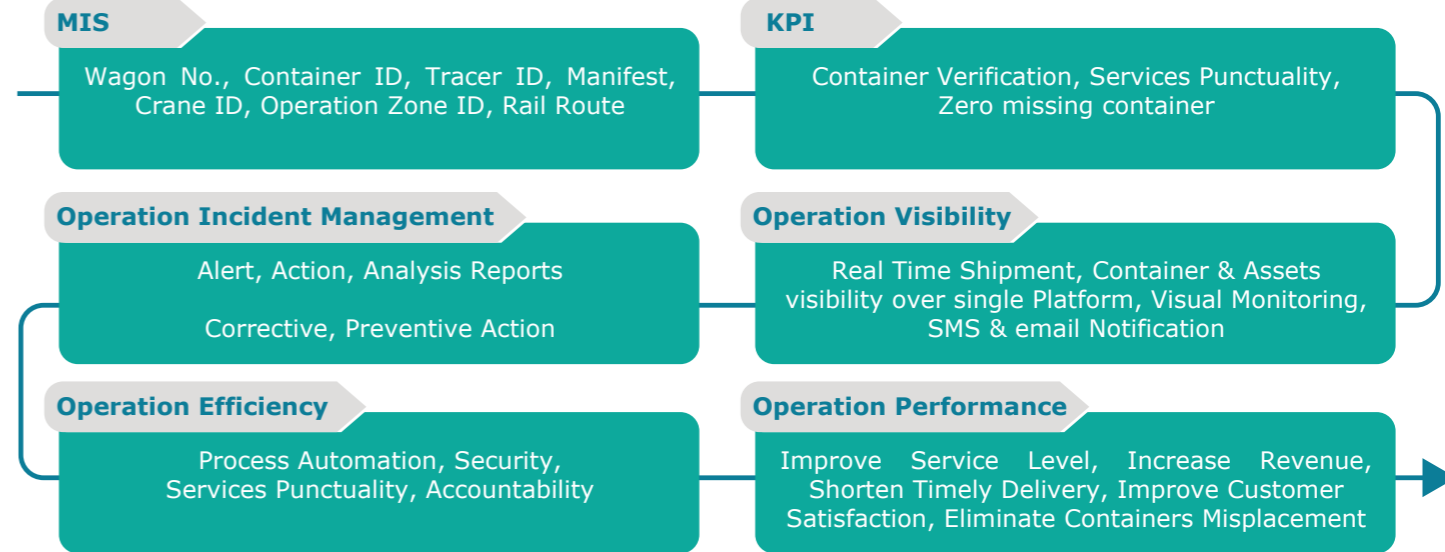 MIS
Wagon No., Container ID, Tracer ID, Manifest,
Crane ID, Operation Zone ID, Rail Route
KPI
Container Verification, Services Punctuality,
Zero missing container
Operation Visibility
Real Time Shipment, Container & Assets
visibility over single Platform, Visual Monitoring,
SMS & email Notification
Operation Incident Management
Alert, Action, Analysis Reports
Corrective, Preventive Action
Operation Efficiency
Process Automation, Security,
Services Punctuality, Accountability
Operation Performance
Improve Service Level, Increase Revenue,
Shorten Timely Delivery, Improve Customer
Satisfaction, Eliminate Containers Misplacement